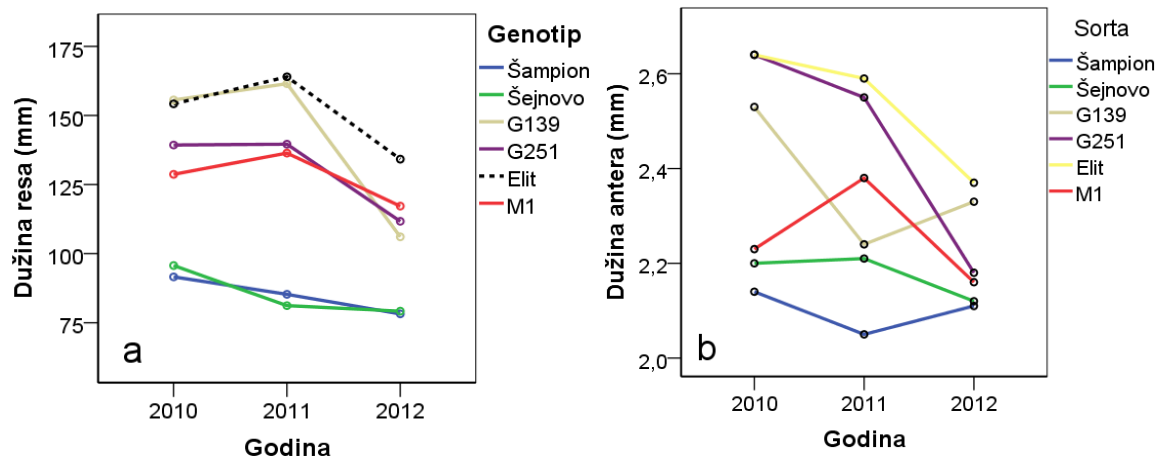 Dužina resa (mm)
175
150
125
100
75
a
2010 2011 2012
Godina
Genotip
Šampion
Šejnovo
G139
G251
Elit
M1
Dužina antera (mm)
2,6
2,4
2,2
2,0
b
2010 2011 2012
Godina
Sorta
Šampion
Šejnovo
G139
G251
Elit
M1